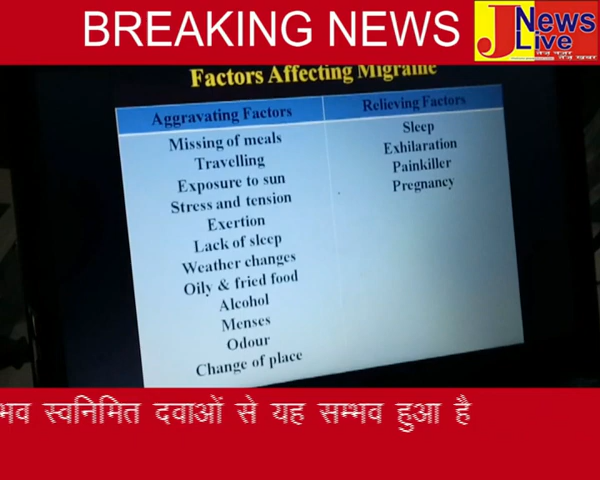 BREAKING NEWS
J News
Live
तेज नजर
तेज खबर
Factors Affecting Migraine
Aggravating Factors
Missing of meals
Travelling
Exposure to sun
Stress and tension
Exertion
Lack of sleep
Weather changes
Oily & fried food
Alcohol
Menses
Odour
Change of place
Relieving Factors
Sleep
Exhilaration
Painkiller
Pregnancy
भव स्वनिमित दवाओं से यह सम्भव हुआ है